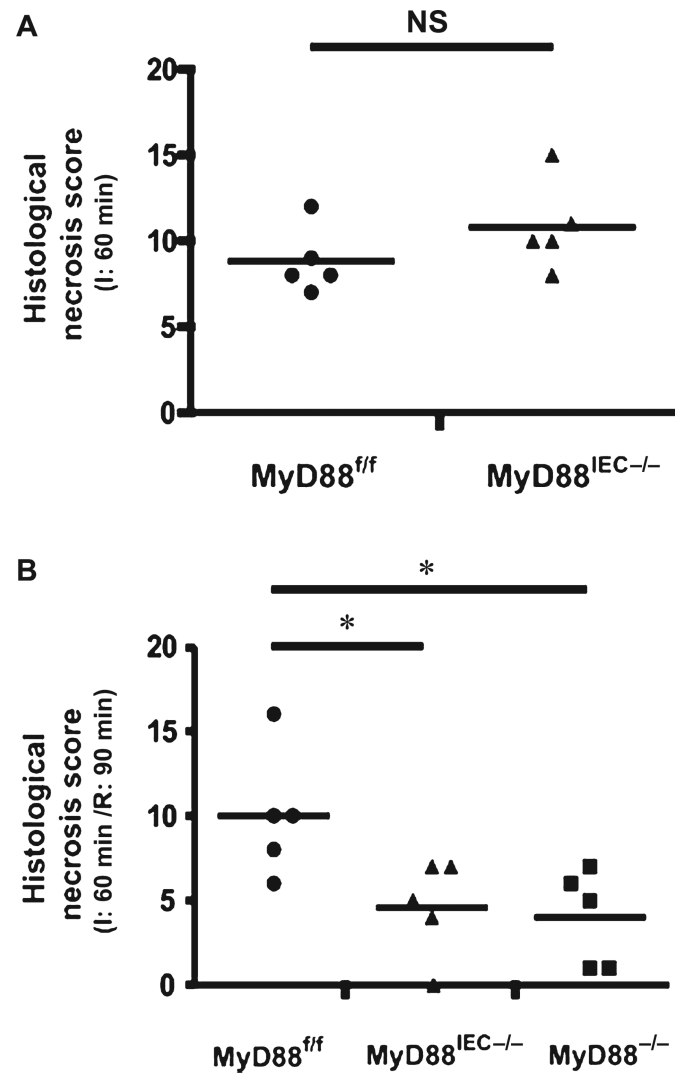 A
NS
20
15
10
5
0
Histological
necrosis score
(I: 60 min)
MyD88f/f
MyD88IEC−/−
B
*
*
20
15
10
5
0
Histological
necrosis score
(I: 60 min /R: 90 min)
MyD88f/f
MyD88IEC−/−
MyD88−/−